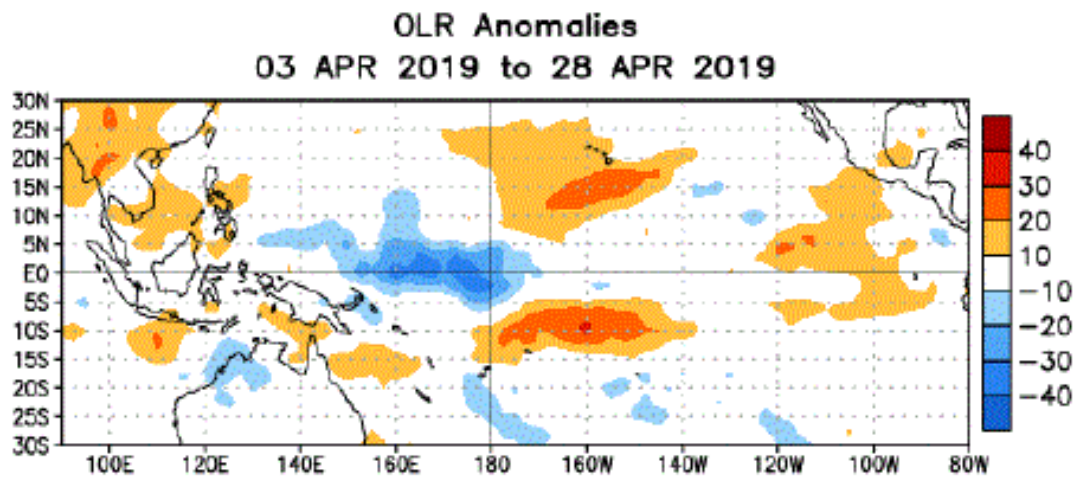 OLR Anomalies
03 APR 2019 to 28 APR 2019
30N
25N
20N
15N
10N
5N
EQ
5S
10S
15S
20S
25S
30S
100E 120E 140E 160E 180 160W 140W 120W 100W 80W
40
30
20
10
-10
-20
-30
-40